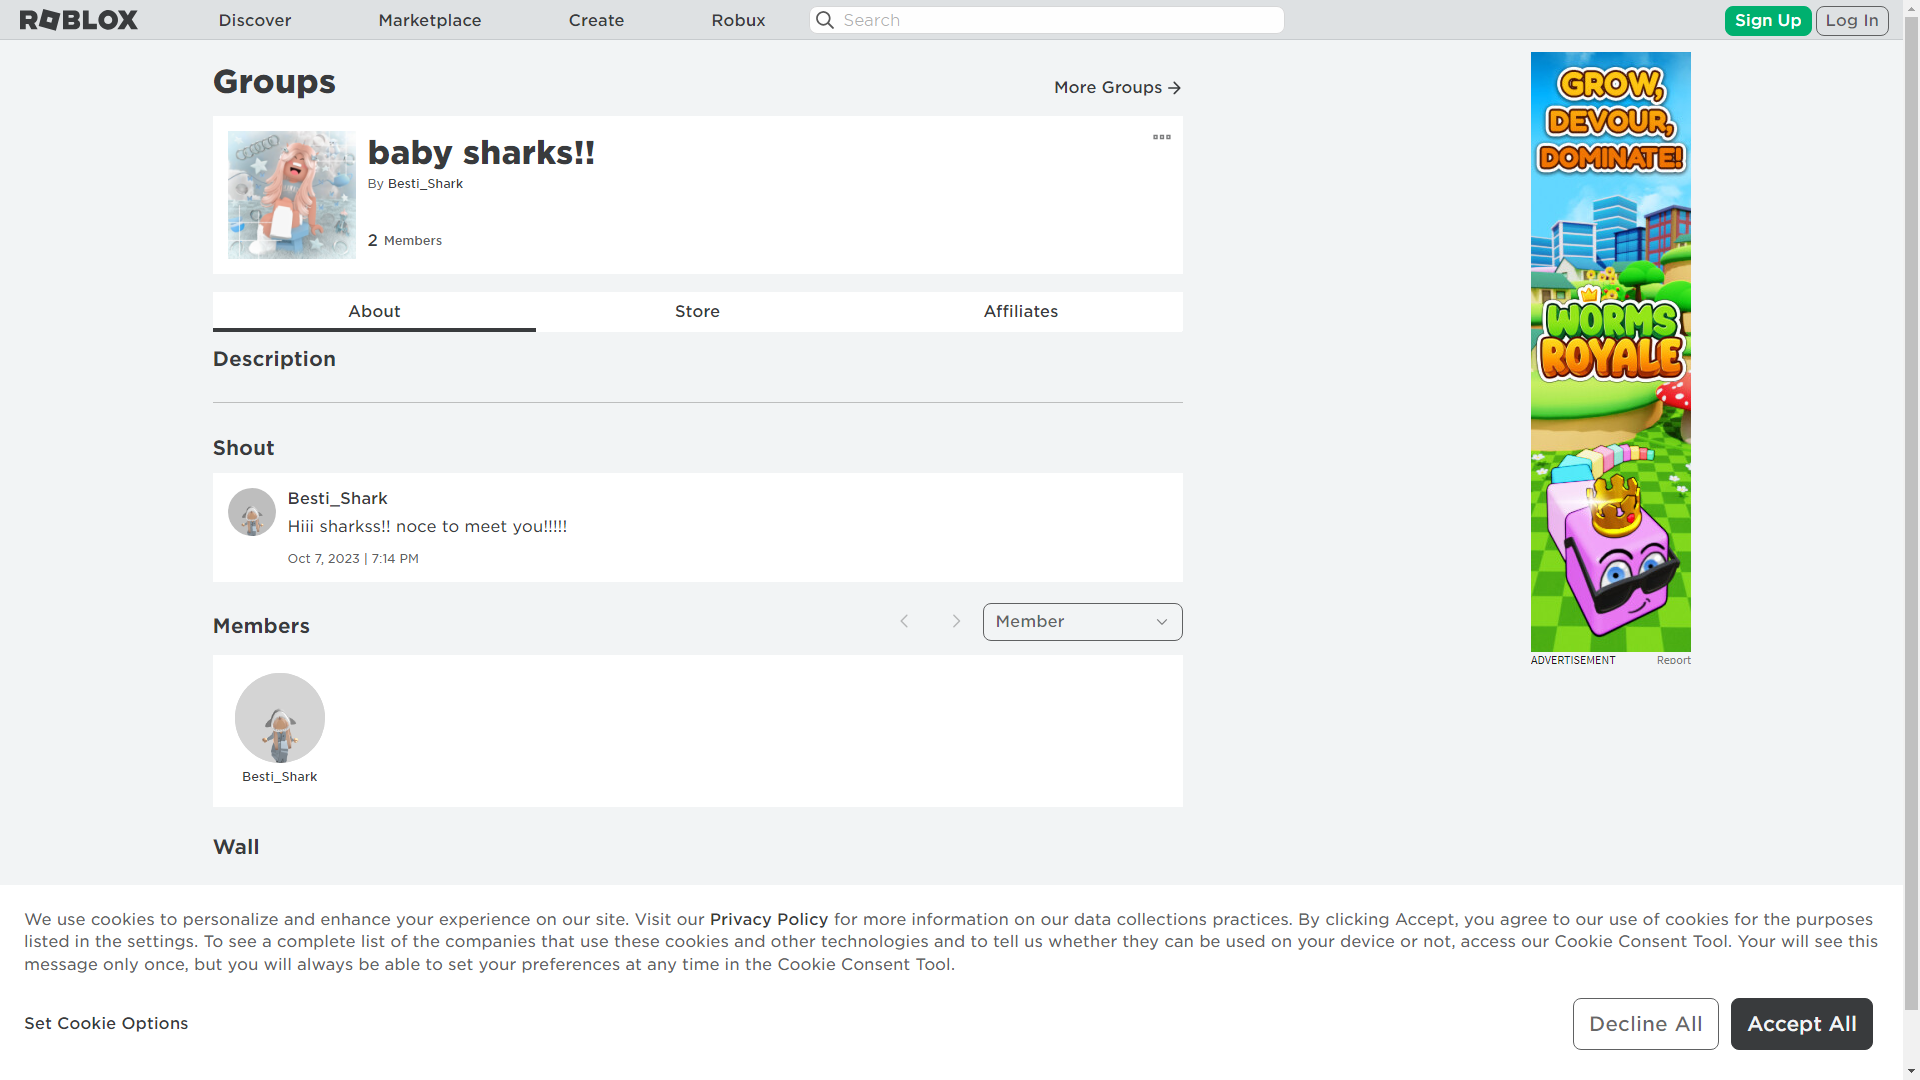 ROBLOX
Discover
Marketplace
Create
Robux
Search
Sign Up
Log In
Groups
More Groups
baby sharks!!
By Besti_Shark
2 Members
About
Store
Affiliates
Description
Shout
Besti_Shark
Hiii sharkss!! noce to meet you!!!!!
Oct 7, 2023 | 7:14 PM
Members
Member
Besti_Shark
Wall
GROW,
DEVOUR,
DOMINATE!
WORMS
ROYALE
ADVERTISEMENT
Report
We use cookies to personalize and enhance your experience on our site. Visit our Privacy Policy for more information on our data collections practices. By clicking Accept, you agree to our use of cookies for the purposes
listed in the settings. To see a complete list of the companies that use these cookies and other technologies and to tell us whether they can be used on your device or not, access our Cookie Consent Tool. Your will see this
message only once, but you will always be able to set your preferences at any time in the Cookie Consent Tool.
Set Cookie Options
Decline All
Accept All